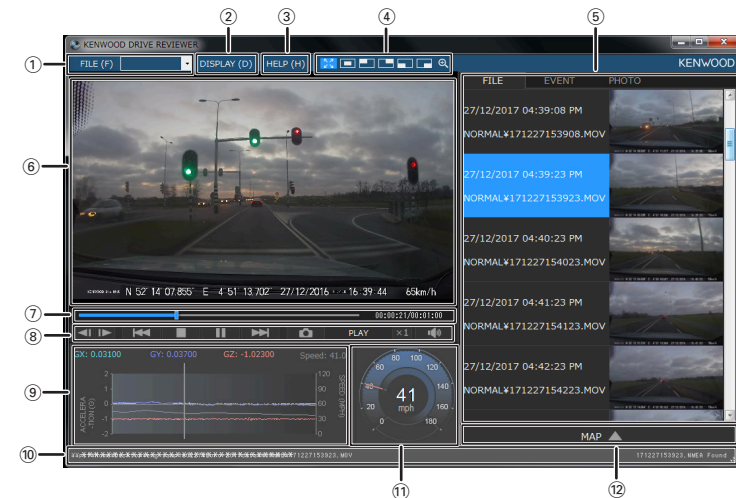 ② ③ ④ ⑤
KENWOOD DRIVE REVIEWER
①
FILE (F) DISPLAY (D) HELP (H) KENWOOD
FILE EVENT PHOTO
27/12/2017 04:39:08 PM
NORMAL¥171227153908.MOV
⑥
27/12/2017 04:39:23 PM
NORMAL¥171227153923.MOV
27/12/2017 04:40:23 PM
NORMAL¥171227154023.MOV
N 52°14'07.855" E 4°51'13.702" 27/12/2016 16:39:44 65km/h
27/12/2017 04:41:23 PM
NORMAL¥171227154123.MOV
27/12/2017 04:42:23 PM
NORMAL¥171227154223.MOV
⑦ 00:00:21/00:01:00
⑧ PLAY ×1
GX: 0.03100 GY: 0.03700 GZ: -1.02300 Speed: 41.0
⑨
ACCELERA
-TION (G)
2
1
0
-1
-2
120
90
60
30
0
SPEED (MPH)
0 20 40 60 80 100 120 140 160 180
41
mph
MAP
⑩ 71227153923.MOV 171227153923.NMEA Found
⑪ ⑫